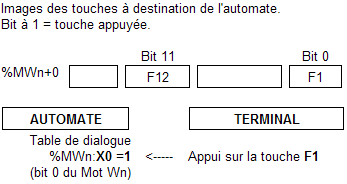 Images des touches à destination de l'automate.
Bit à 1 = touche appuyée.
Bit 11 Bit 0
%MWn+0 F12 F1
AUTOMATE TERMINAL
Table de dialogue
%MWn:X0 =1 <----- Appui sur la touche F1
(bit 0 du Mot Wn)